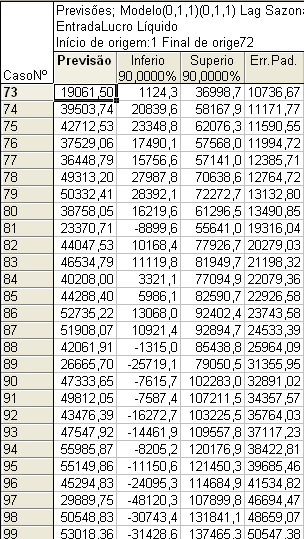 Previsões; Modelo(0,1,1)(0,1,1) Lag Sazon
EntradaLucro Líquido
Início de origem:1 Final de orige72
CasoNº Previsão Inferio 90,0000% Superio 90,0000% Err.Pad.
73 19061,50 1124,3 36998,7 10736,67
74 39503,74 20839,6 58167,9 11171,77
75 42712,53 23348,8 62076,3 11590,55
76 37529,06 17490,1 57568,0 11994,72
77 36448,79 15756,6 57141,0 12385,71
78 49313,20 27987,8 70638,6 12764,72
79 50332,41 28392,1 72272,7 13132,80
80 38758,05 16219,6 61296,5 13490,85
81 23370,71 -8899,6 55641,0 19316,04
82 44047,53 10168,4 77926,7 20279,03
83 46534,79 11119,8 81949,7 21198,32
84 40208,00 3321,1 77094,9 22079,36
85 44288,40 5986,1 82590,7 22926,58
86 52735,22 13068,0 92402,4 23743,58
87 51908,07 10921,4 92894,7 24533,39
88 42061,91 -1315,0 85438,8 25964,09
89 26665,70 -25719,1 79050,5 31355,95
90 47333,65 -7615,7 102283,0 32891,02
91 49812,05 -7587,4 107211,5 34357,57
92 43476,39 -16272,7 103225,5 35764,03
93 47547,92 -14461,9 109557,8 37117,23
94 55985,87 -8205,2 120176,9 38422,81
95 55149,86 -11150,6 121450,3 39685,46
96 45294,83 -24095,3 114684,9 41534,82
97 29889,75 -48120,3 107899,8 46694,47
98 50548,83 -30743,4 131841,1 48659,07
99 53018,36 -31428,6 137465,3 50547,38